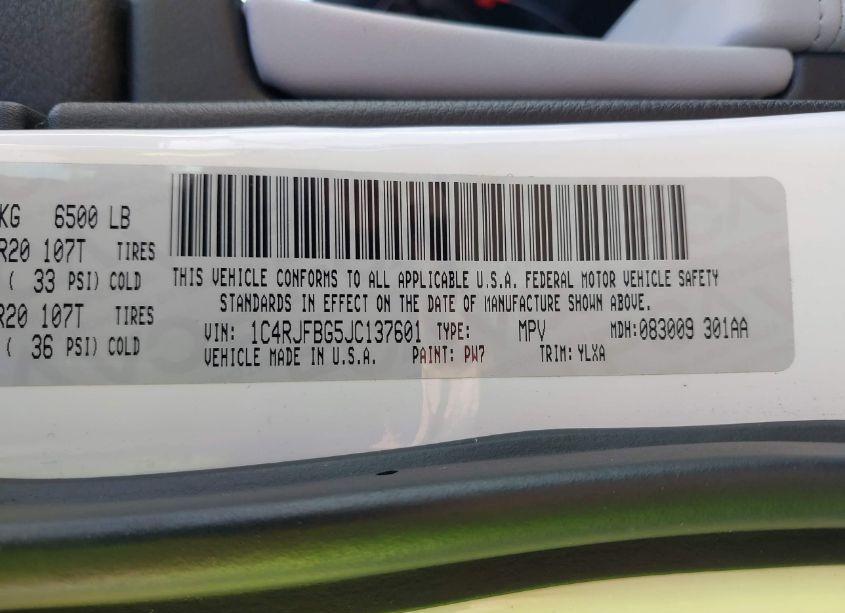 KG 6500 LB
R20 107T TIRES
( 33 PSI) COLD
R20 107T TIRES
( 36 PSI) COLD
THIS VEHICLE CONFORMS TO ALL APPLICABLE U.S.A. FEDERAL MOTOR VEHICLE SAFETY
STANDARDS IN EFFECT ON THE DATE OF MANUFACTURE SHOWN ABOVE.
VIN: 1C4RJFBG5JC137601 TYPE: MPV MDH:083009 301AA
VEHICLE MADE IN U.S.A. PAINT: PW7 TRIM: YLXA